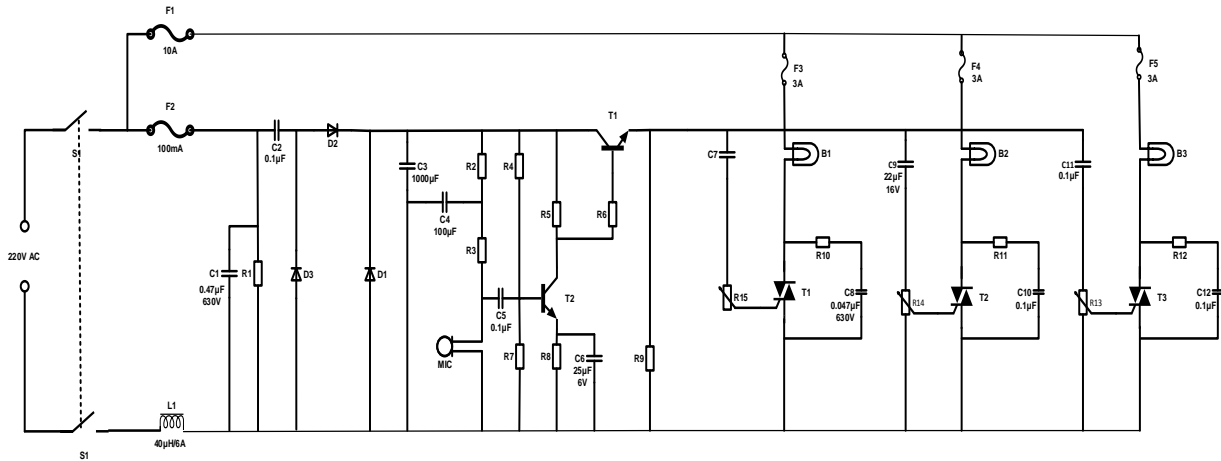 F1
10A
F2
100mA
S1
220V AC
S1
L1
40µH/6A
C1
0.47µF
630V
R1
C2
0.1µF
D2
D3
D1
C3
1000µF
C4
100µF
R2
R3
R4
C5
0.1µF
MIC
R5
R6
T1
T2
R7
R8
C6
25µF
6V
R9
C7
R15
F3
3A
B1
R10
T1
C8
0.047µF
630V
C9
22µF
16V
R14
F4
3A
B2
R11
T2
C10
0.1µF
C11
0.1µF
R13
F5
3A
B3
R12
T3
C12
0.1µF